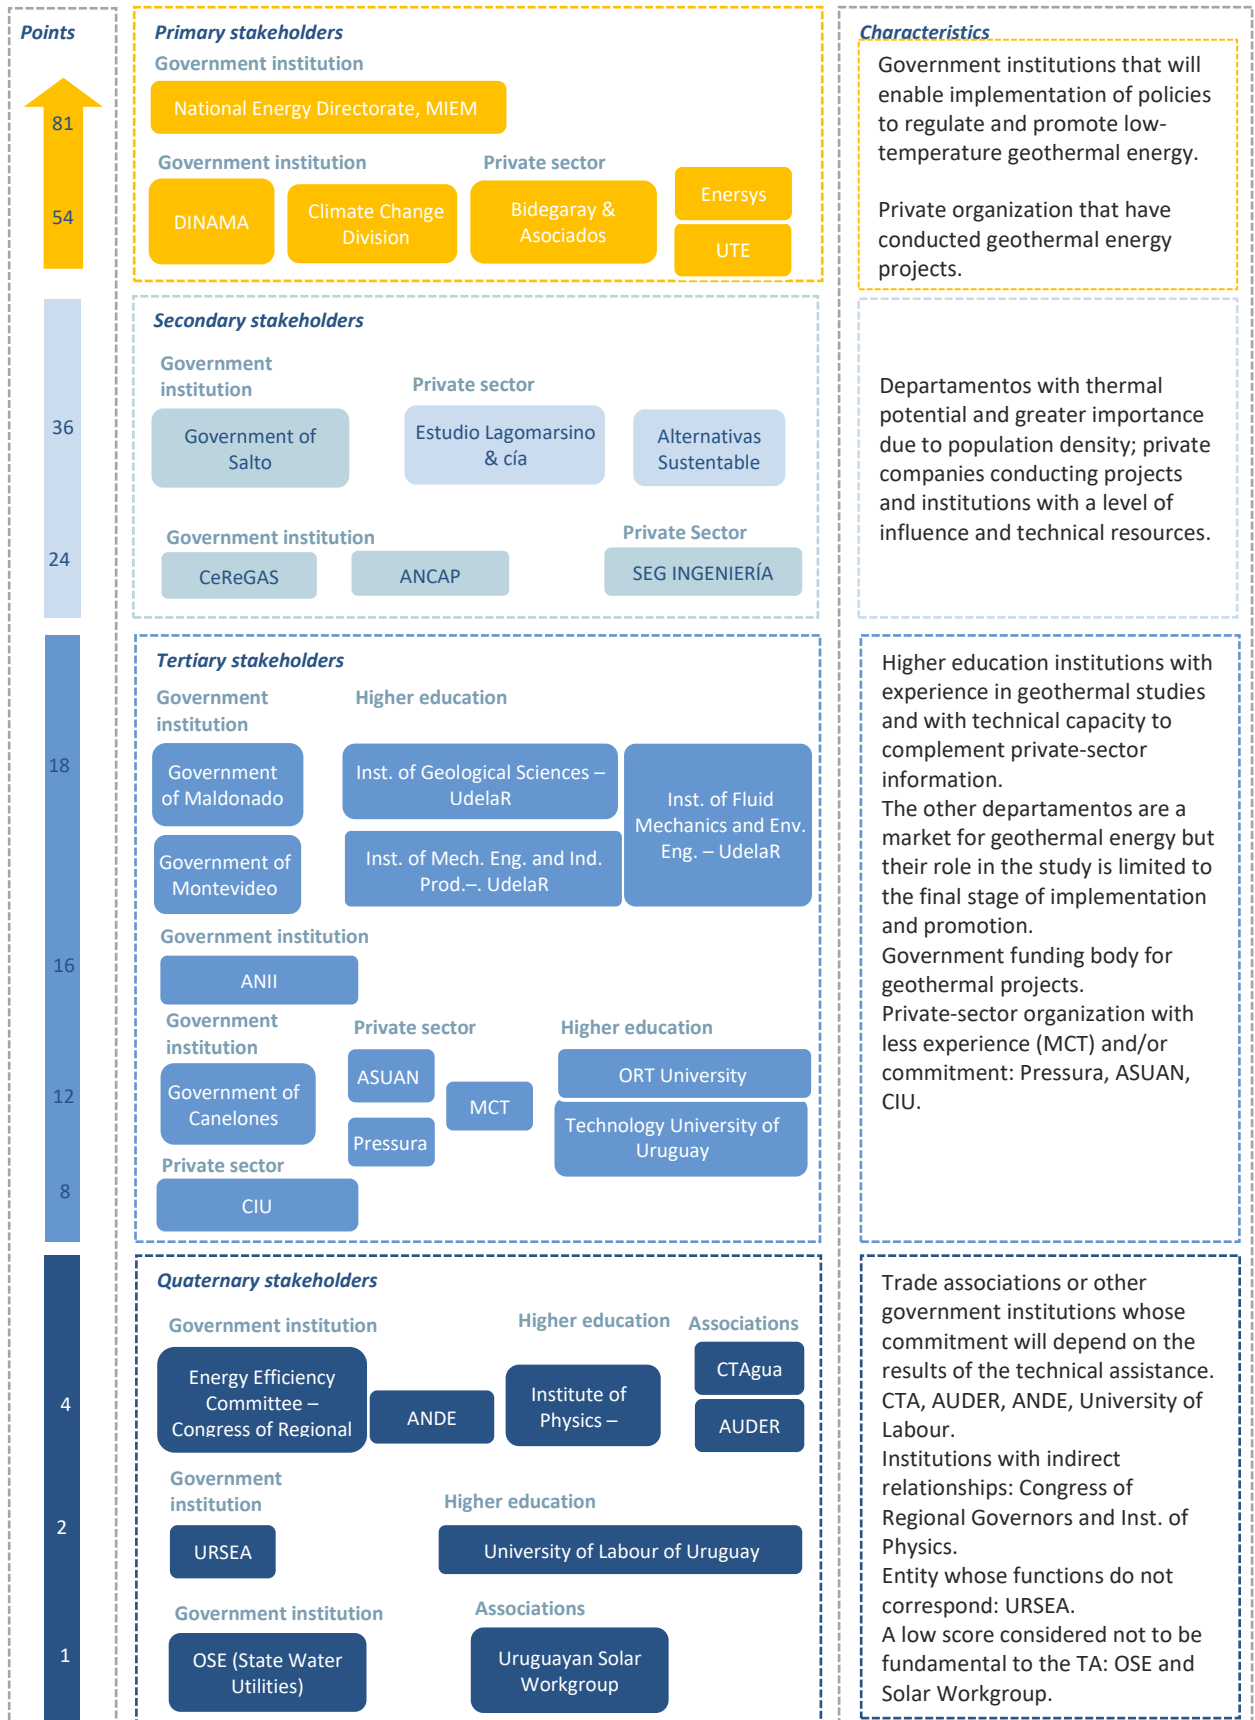 Points
81
54
36
24
18
16
12
8
4
2
1
Primary stakeholders
Government institution
National Energy Directorate, MIEM
Government institution
Private sector
DINAMA
Climate Change
Division
Bidegaray &
Asociados
Enersys
UTE
Secondary stakeholders
Government
institution
Private sector
Government of
Salto
Estudio Lagomarsino
& cía
Alternativas
Sustentable
Government institution
Private Sector
CeReGAS
ANCAP
SEG INGENIERÍA
Tertiary stakeholders
Government
institution
Higher education
Government
of Maldonado
Inst. of Geological Sciences –
UdelaR
Inst. of Fluid
Mechanics and Env.
Eng. – UdelaR
Government of
Montevideo
Inst. of Mech. Eng. and Ind.
Prod.–. UdelaR
Government institution
ANII
Government
institution
Private sector
Higher education
Government of
Canelones
ASUAN
MCT
Pressura
ORT University
Technology University of
Uruguay
Private sector
CIU
Quaternary stakeholders
Government institution
Higher education
Associations
Energy Efficiency
Committee –
Congress of Regional
ANDE
Institute of
Physics –
CTAgua
AUDER
Government
institution
Higher education
URSEA
University of Labour of Uruguay
Government institution
Associations
OSE (State Water
Utilities)
Uruguayan Solar
Workgroup
Characteristics
Government institutions that will
enable implementation of policies
to regulate and promote low-
temperature geothermal energy.
Private organization that have
conducted geothermal energy
projects.
Departamentos with thermal
potential and greater importance
due to population density; private
companies conducting projects
and institutions with a level of
influence and technical resources.
Higher education institutions with
experience in geothermal studies
and with technical capacity to
complement private-sector
information.
The other departamentos are a
market for geothermal energy but
their role in the study is limited to
the final stage of implementation
and promotion.
Government funding body for
geothermal projects.
Private-sector organization with
less experience (MCT) and/or
commitment: Pressura, ASUAN,
CIU.
Trade associations or other
government institutions whose
commitment will depend on the
results of the technical assistance.
CTA, AUDER, ANDE, University of
Labour.
Institutions with indirect
relationships: Congress of
Regional Governors and Inst. of
Physics.
Entity whose functions do not
correspond: URSEA.
A low score considered not to be
fundamental to the TA: OSE and
Solar Workgroup.